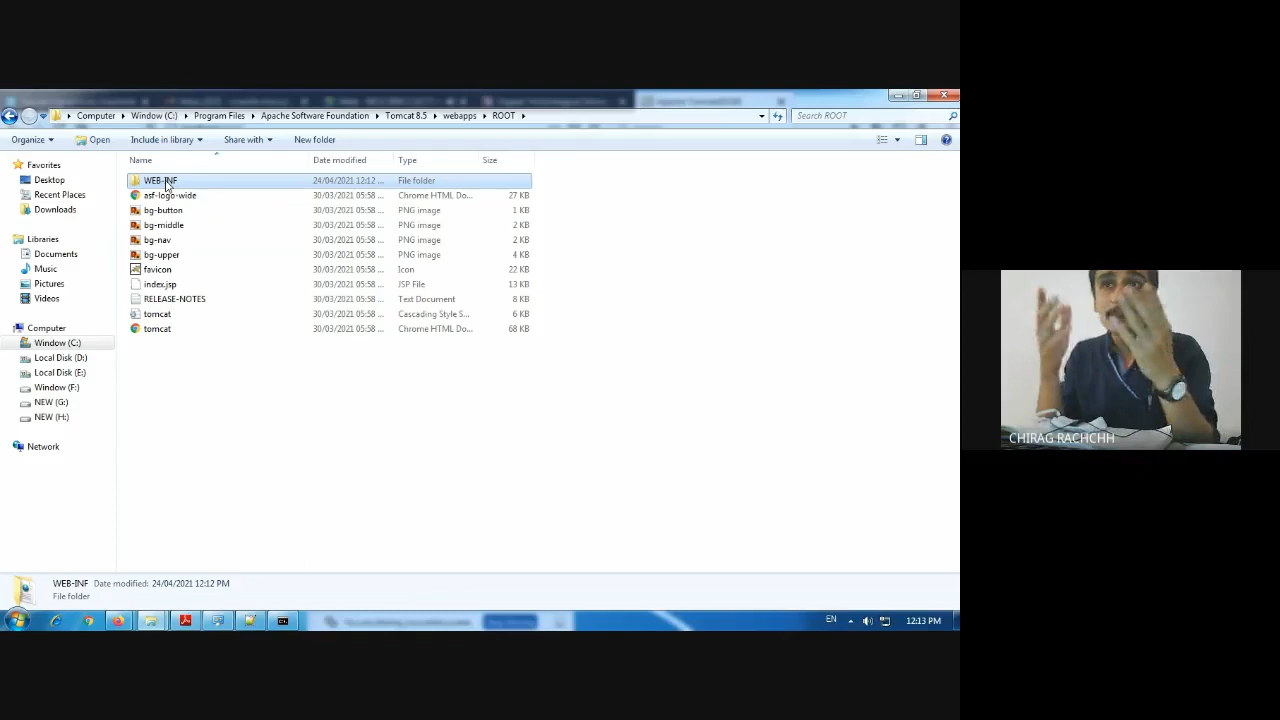 Computer Window (C:) Program Files Apache Software Foundation Tomcat 8.5 webapps ROOT
Search ROOT
Organize Open Include in library Share with New folder
Name Date modified Type Size
WEB-INF 24/04/2021 12:12 ... File folder
asf-logo-wide 30/03/2021 05:58 ... Chrome HTML Do... 27 KB
bg-button 30/03/2021 05:58 ... PNG image 1 KB
bg-middle 30/03/2021 05:58 ... PNG image 2 KB
bg-nav 30/03/2021 05:58 ... PNG image 2 KB
bg-upper 30/03/2021 05:58 ... PNG image 4 KB
favicon 30/03/2021 05:58 ... Icon 22 KB
index.jsp 30/03/2021 05:58 ... JSP File 13 KB
RELEASE-NOTES 30/03/2021 05:58 ... Text Document 8 KB
tomcat 30/03/2021 05:58 ... Cascading Style S... 6 KB
tomcat 30/03/2021 05:58 ... Chrome HTML Do... 68 KB
Favorites
Desktop
Recent Places
Downloads
Libraries
Documents
Music
Pictures
Videos
Computer
Window (C:)
Local Disk (D:)
Local Disk (E:)
Window (F:)
NEW (G:)
NEW (H:)
Network
WEB-INF Date modified: 24/04/2021 12:12 PM
File folder
EN 12:13 PM
CHIRAG RACHCHH